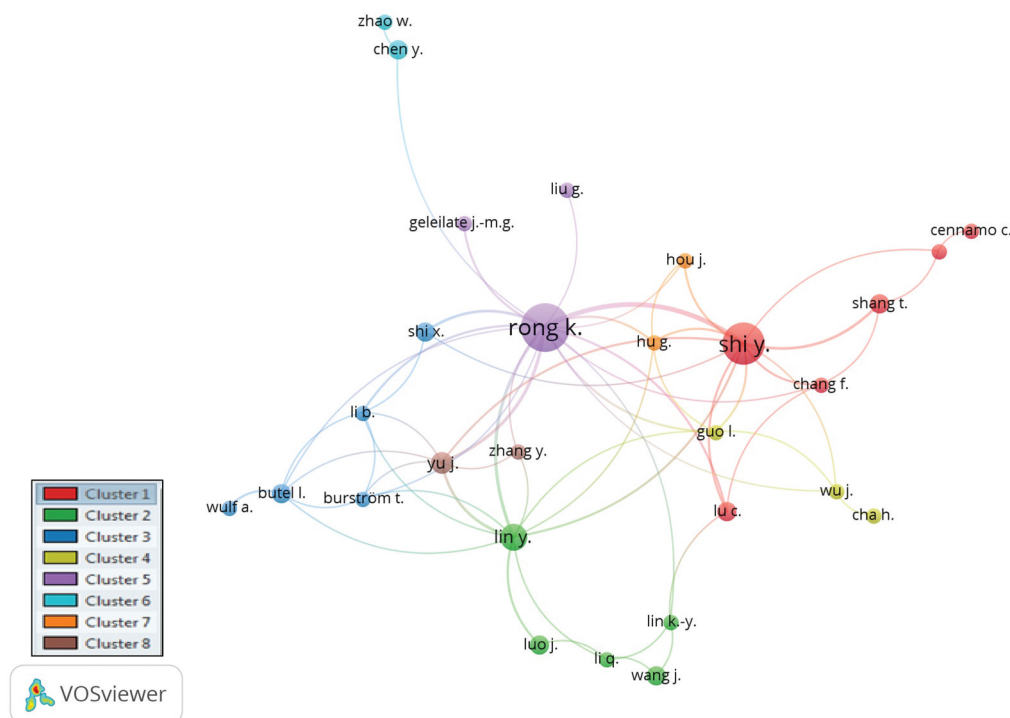 zhao w.
chen y.
liu g.
geleilate j.-m.g.
cennamo c.
hou j.
shang t.
rong k.
shi x.
hu g.
shi y.
chang f.
li b.
guo l.
zhang y.
yu j.
wulf a.
butel l.
burström t.
wu j.
cha h.
lu c.
lin y.
lin k.-y.
luo j.
li q.
wang j.
Cluster 1
Cluster 2
Cluster 3
Cluster 4
Cluster 5
Cluster 6
Cluster 7
Cluster 8
VOSviewer